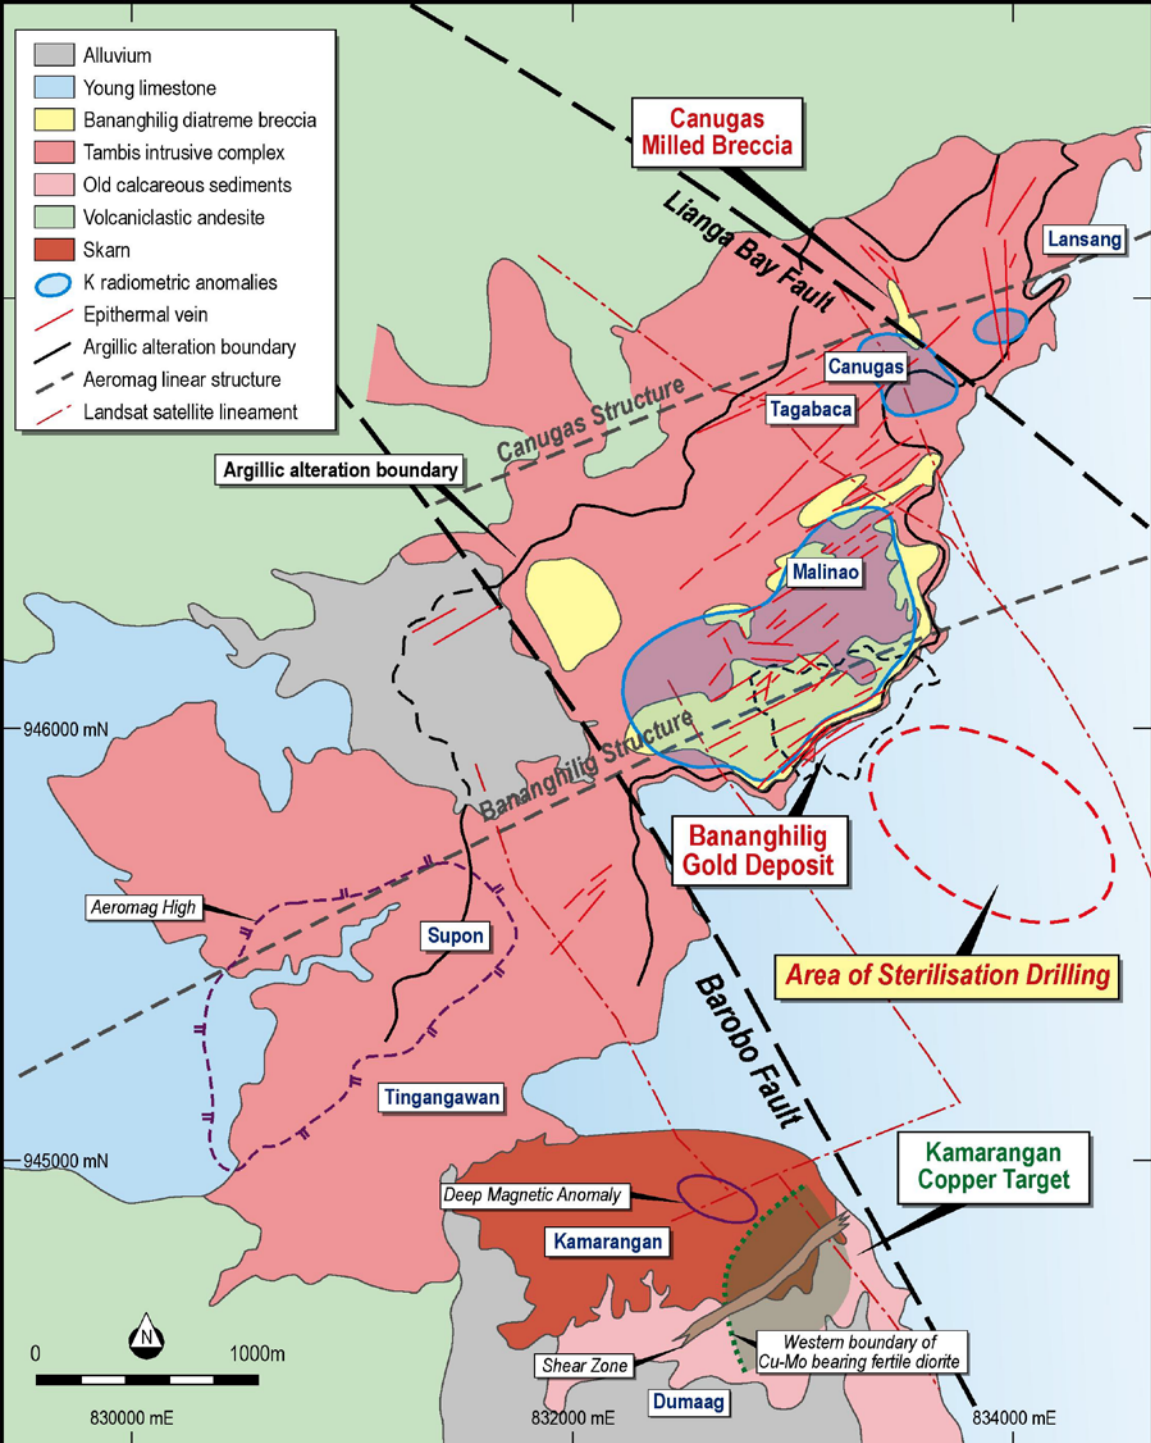 Alluvium
Young limestone
Bananghilig diatreme breccia
Tambis intrusive complex
Old calcareous sediments
Volcaniclastic andesite
Skarn
K radiometric anomalies
Epithermal vein
Argillic alteration boundary
Aeromag linear structure
Landsat satellite lineament
Canugas
Milled Breccia
Lianga Bay Fault
Lansang
Canugas
Tagabaca
Canugas Structure
Argillic alteration boundary
Malinao
946000 mN
Bananghilig Structure
Bananghilig
Gold Deposit
Aeromag High
Supon
Area of Sterilisation Drilling
Barobo Fault
Tingangawan
945000 mN
Kamarangan
Copper Target
Deep Magnetic Anomaly
Kamarangan
N
0 1000m
Western boundary of
Cu-Mo bearing fertile diorite
Shear Zone
Dumaag
830000 mE 832000 mE 834000 mE